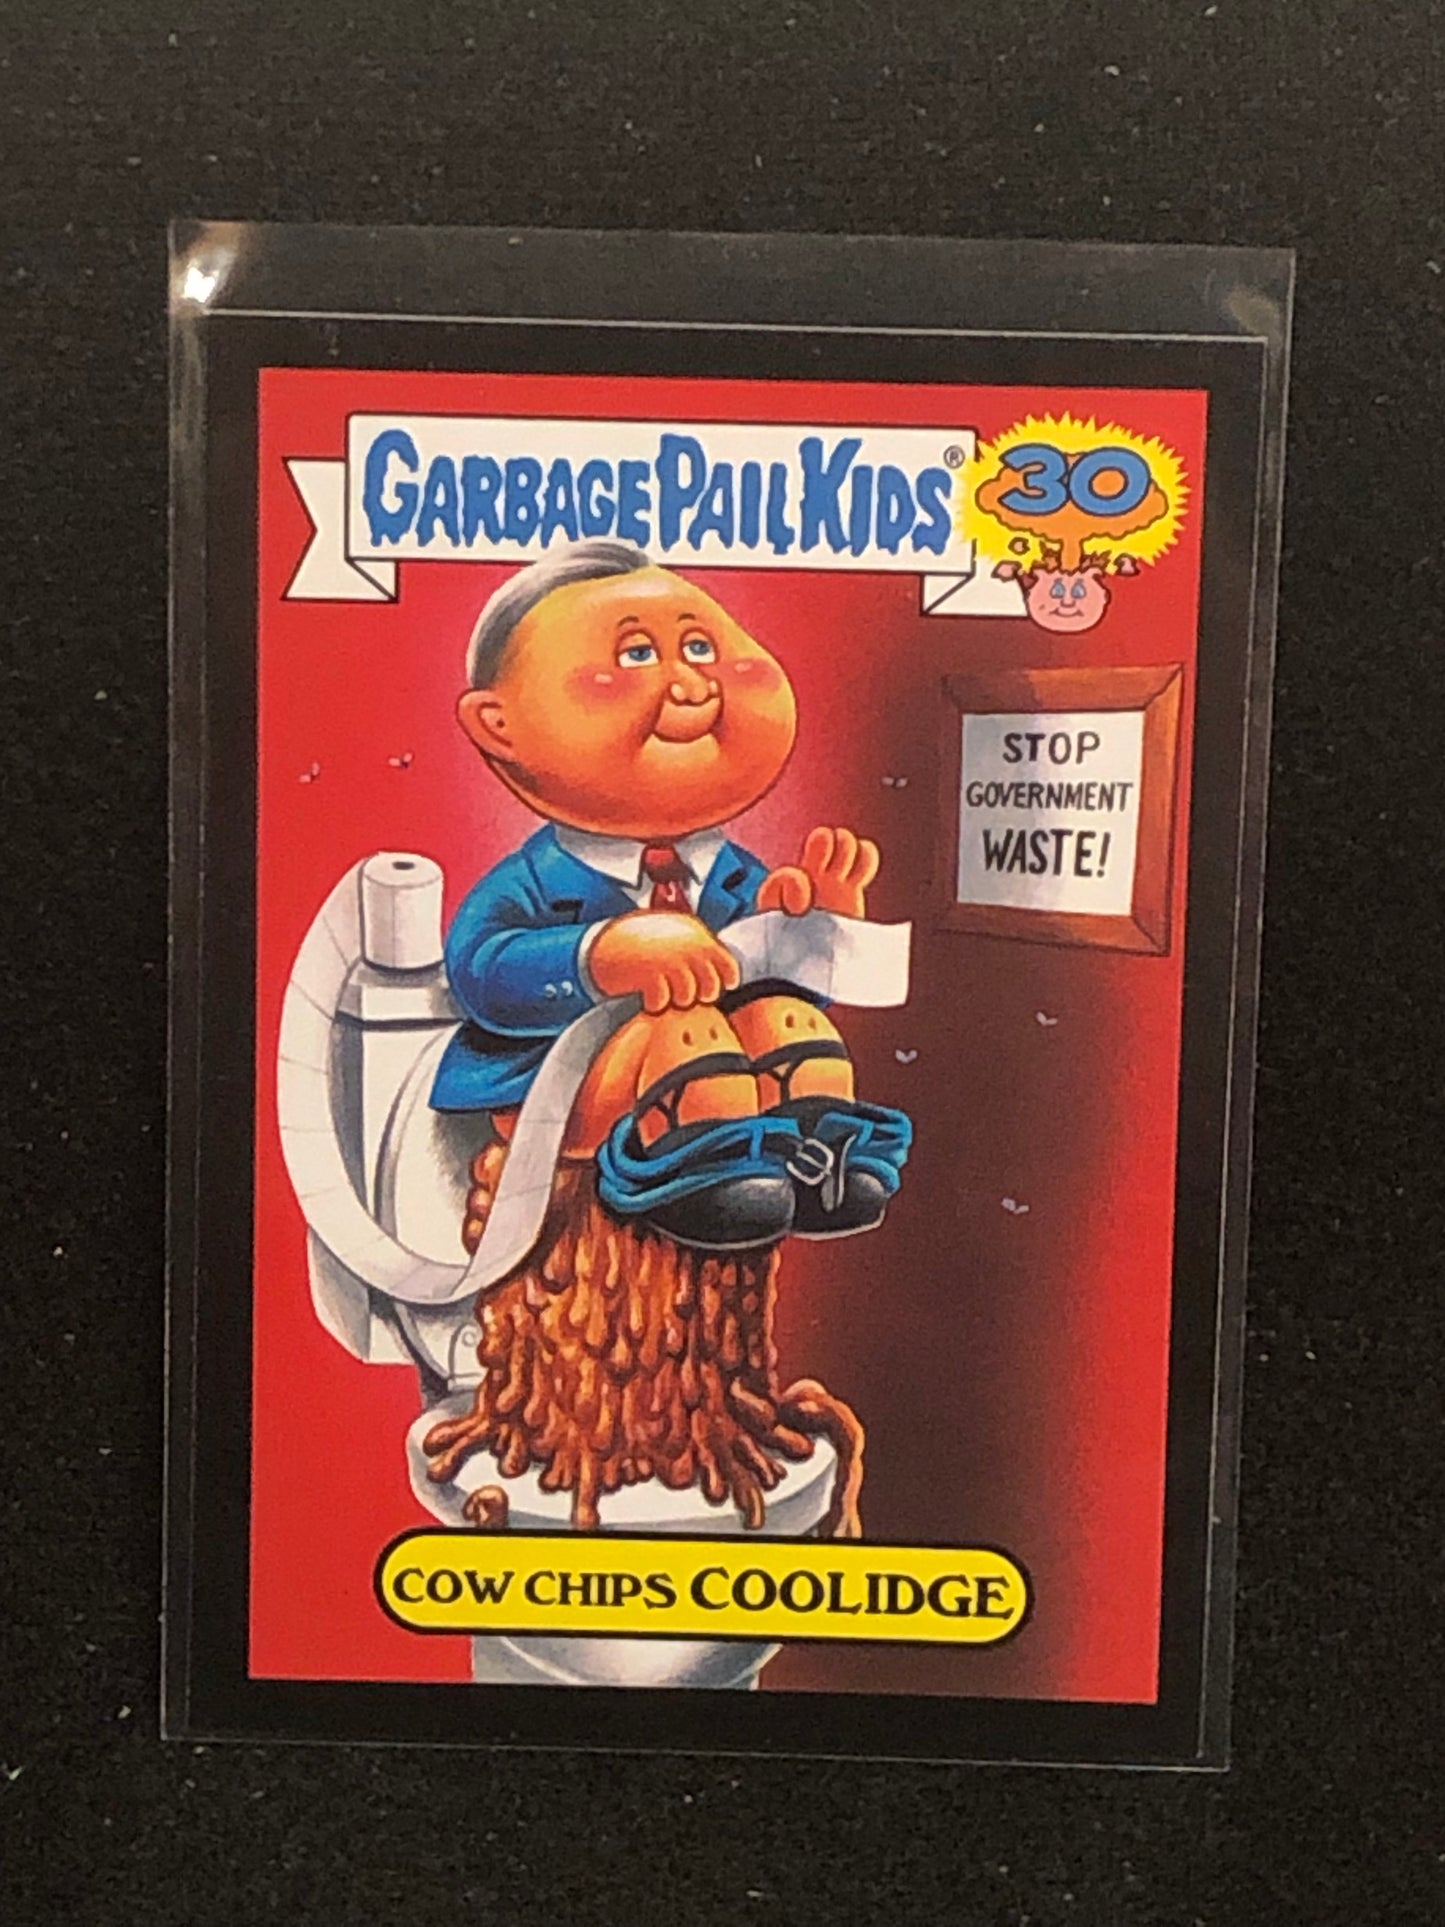 GARBAGE PAIL KIDS®
30
STOP
GOVERNMENT
WASTE!
COW CHIPS COOLIDGE